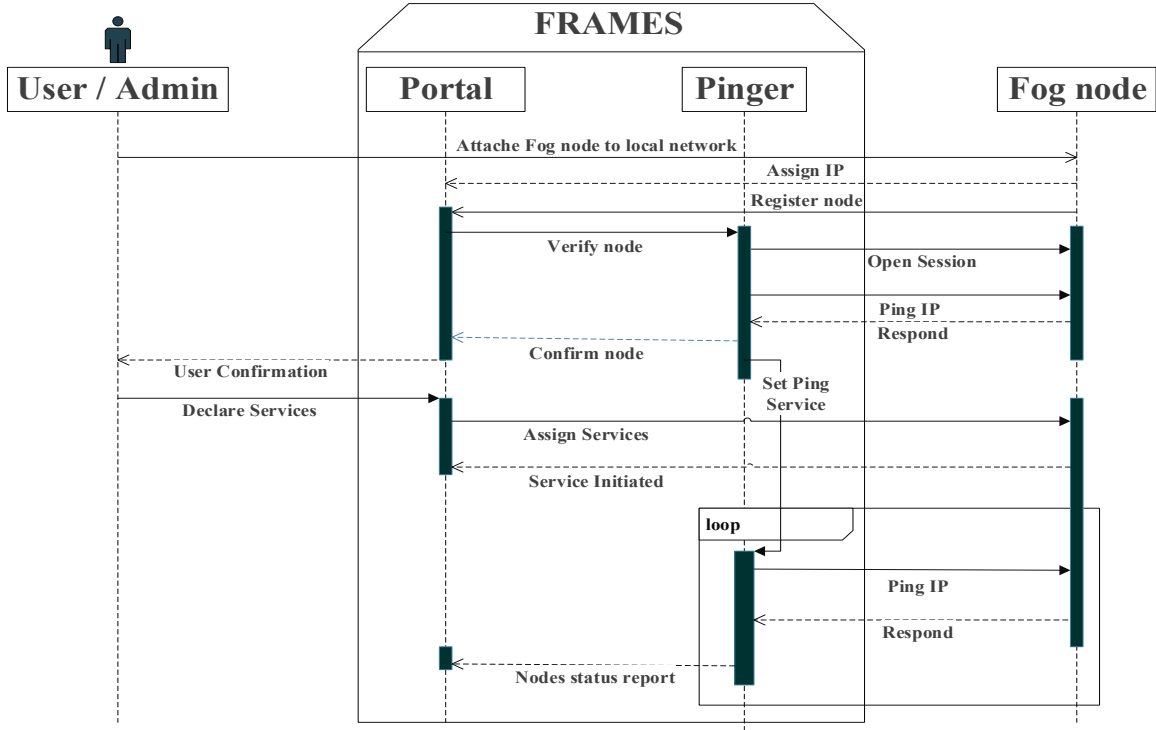 FRAMES
User / Admin
Portal
Pinger
Fog node
Attache Fog node to local network
Assign IP
Register node
Verify node
Open Session
Ping IP
Respond
Confirm node
User Confirmation
Set Ping
Service
Declare Services
Assign Services
Service Initiated
loop
Ping IP
Respond
Nodes status report